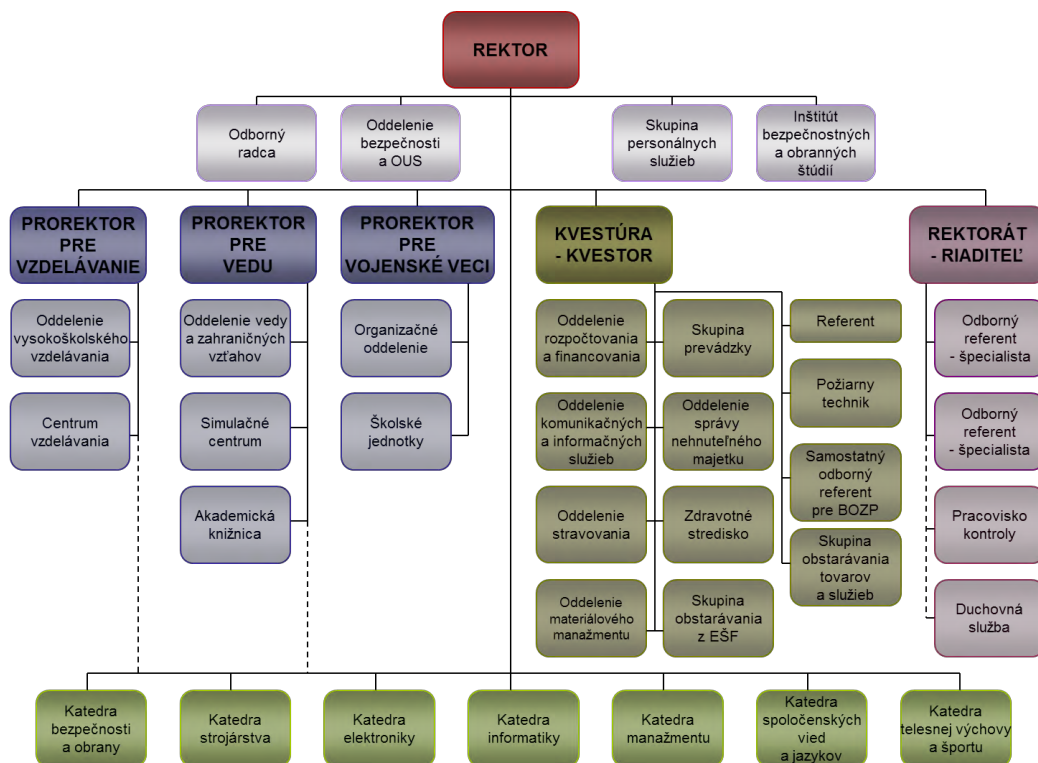 REKTOR
Odborný
radca
Oddelenie
bezpečnosti
a OUS
Skupina
personálnych
služieb
Inštitút
bezpečnostných
a obranných
štúdií
PROREKTOR
PRE
VZDELÁVANIE
PROREKTOR
PRE
VEDU
PROREKTOR
PRE
VOJENSKÉ VECI
KVESTÚRA
- KVESTOR
REKTORÁT
- RIADITEĽ
Oddelenie
vysokoškolského
vzdelávania
Centrum
vzdelávania
Oddelenie vedy
a zahraničných
vzťahov
Simulačné
centrum
Akademická
knižnica
Organizačné
oddelenie
Školské
jednotky
Oddelenie
rozpočtovania
a financovania
Oddelenie
komunikačných
a informačných
služieb
Oddelenie
stravovania
Oddelenie
materiálového
manažmentu
Skupina
prevádzky
Oddelenie
správy
nehnuteľného
majetku
Zdravotné
stredisko
Skupina
obstarávania
z EŠF
Referent
Požiarny
technik
Samostatný
odborný
referent
pre BOZP
Skupina
obstarávania
tovarov
a služieb
Odborný
referent
- špecialista
Odborný
referent
- špecialista
Pracovisko
kontroly
Duchovná
služba
Katedra
bezpečnosti
a obrany
Katedra
strojárstva
Katedra
elektroniky
Katedra
informatiky
Katedra
manažmentu
Katedra
spoločenských
vied
a jazykov
Katedra
telesnej výchovy
a športu